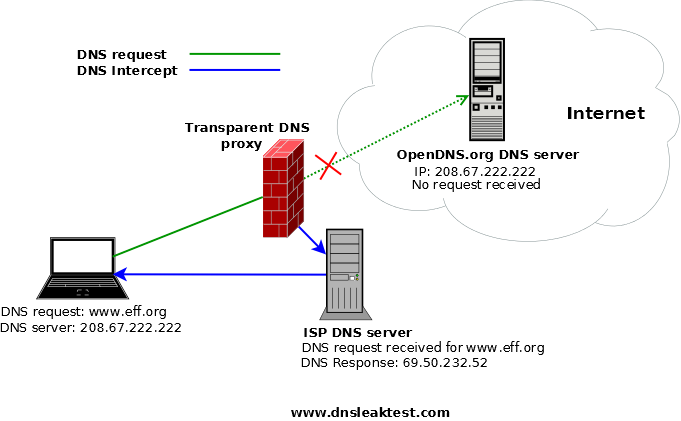 DNS request
DNS Intercept
Transparent DNS
proxy
Internet
OpenDNS.org DNS server
IP: 208.67.222.222
No request received
DNS request: www.eff.org
DNS server: 208.67.222.222
ISP DNS server
DNS request received for www.eff.org
DNS Response: 69.50.232.52
www.dnsleaktest.com